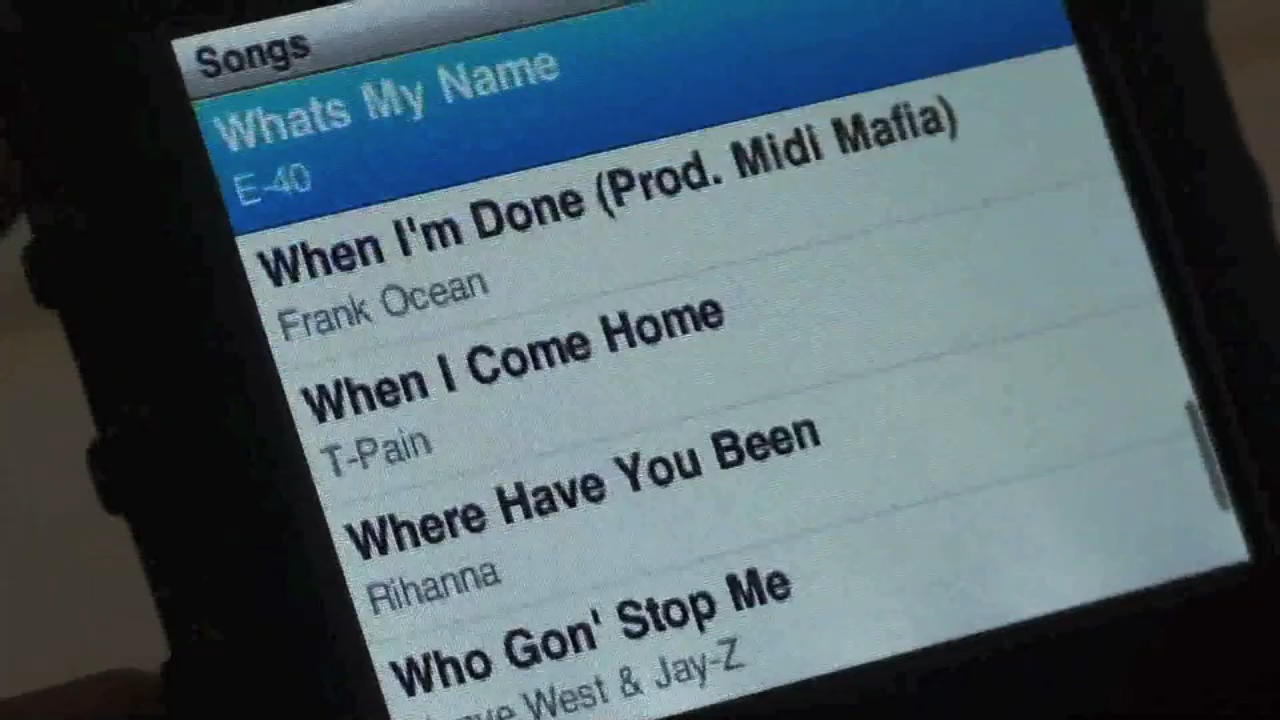 Songs
Whats My Name
E-40
When I'm Done (Prod. Midi Mafia)
Frank Ocean
When I Come Home
T-Pain
Where Have You Been
Rihanna
Who Gon' Stop Me
West & Jay-Z